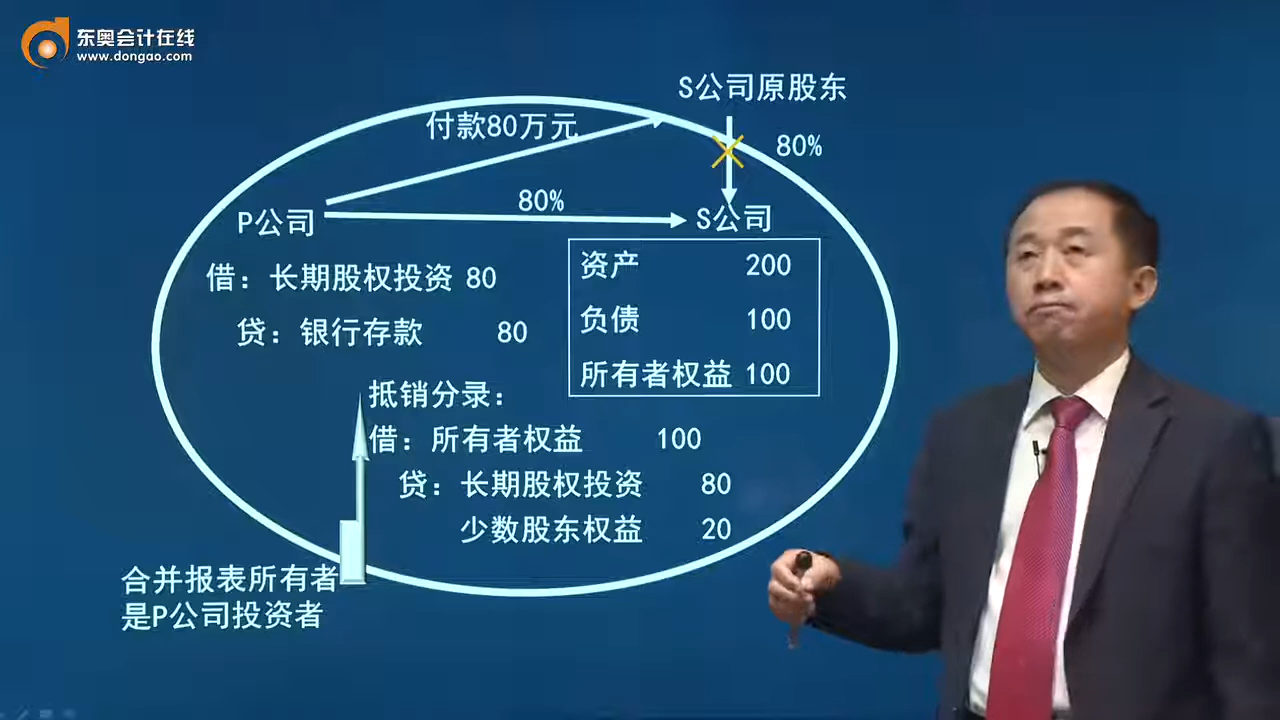 东奥会计在线
www.dongao.com
S公司原股东
付款80万元
80%
80%
P公司
S公司
借：长期股权投资 80
贷：银行存款 80
资产 200
负债 100
所有者权益 100
抵销分录：
借：所有者权益 100
贷：长期股权投资 80
少数股东权益 20
合并报表所有者
是P公司投资者